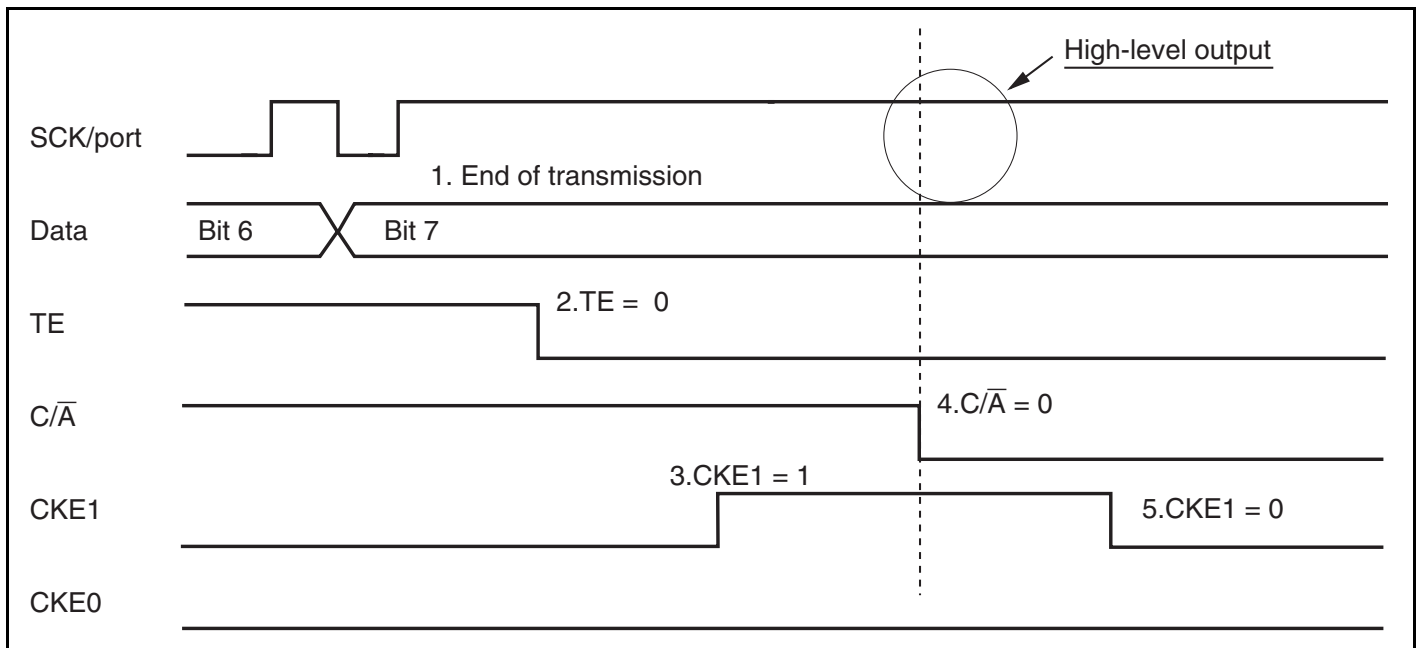 High-level output
SCK/port
1. End of transmission
Data
Bit 6
Bit 7
TE
2.TE = 0
C/A̅
4.C/A̅ = 0
3.CKE1 = 1
CKE1
5.CKE1 = 0
CKE0